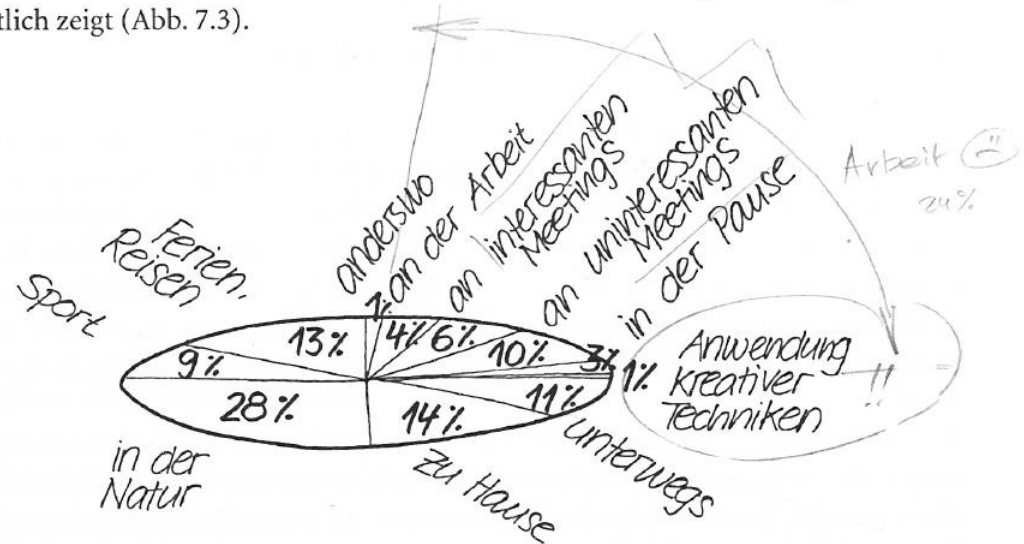 tlich zeigt (Abb. 7.3).
Ferien,
Reisen
Sport
anderswo
an der Arbeit
an interessanten
Meetings
an uninteressanten
Meetings
in der Pause
Arbeit
24%
1%
4%
6%
10%
3%
1%
13%
9%
28%
14%
11%
Anwendung
kreativer
Techniken
!!
in der
Natur
zu Hause
unterwegs